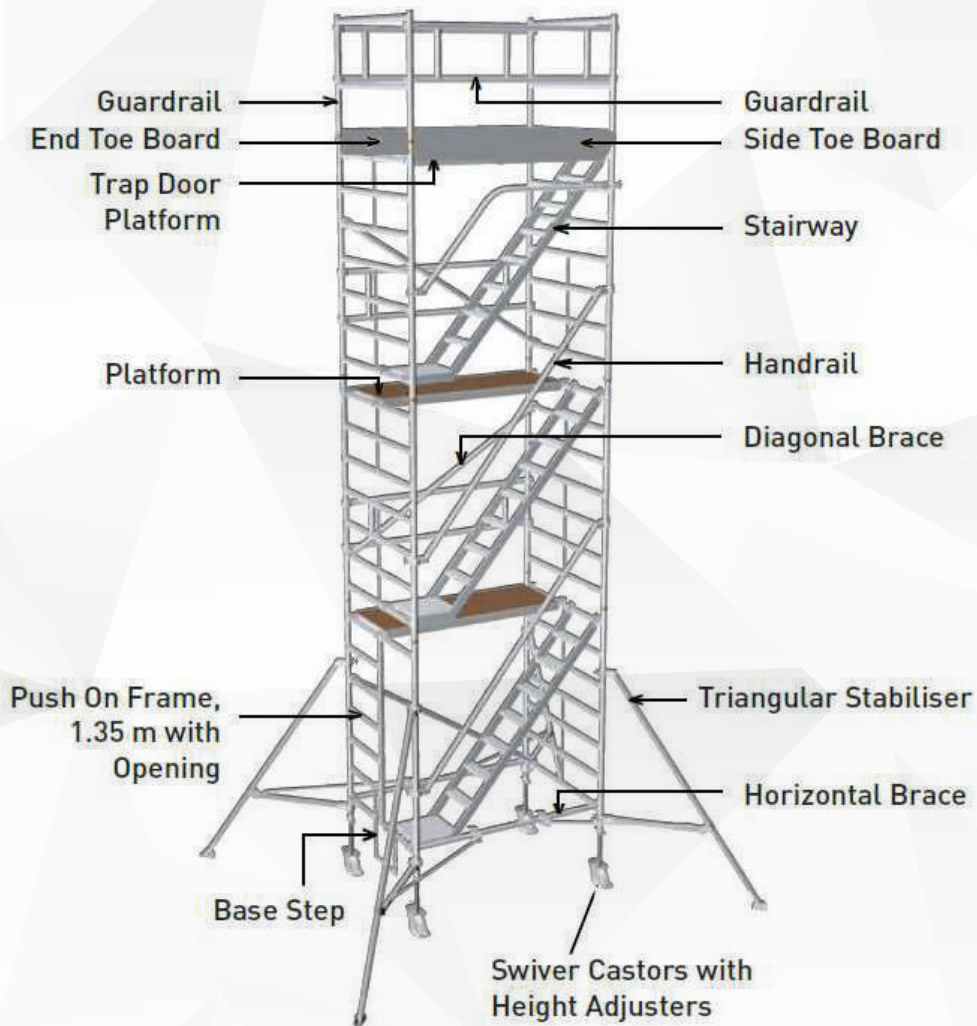 Guardrail
Guardrail
End Toe Board
Side Toe Board
Trap Door
Platform
Stairway
Platform
Handrail
Diagonal Brace
Push On Frame,
1.35 m with
Opening
Triangular Stabiliser
Horizontal Brace
Base Step
Swiver Castors with
Height Adjusters